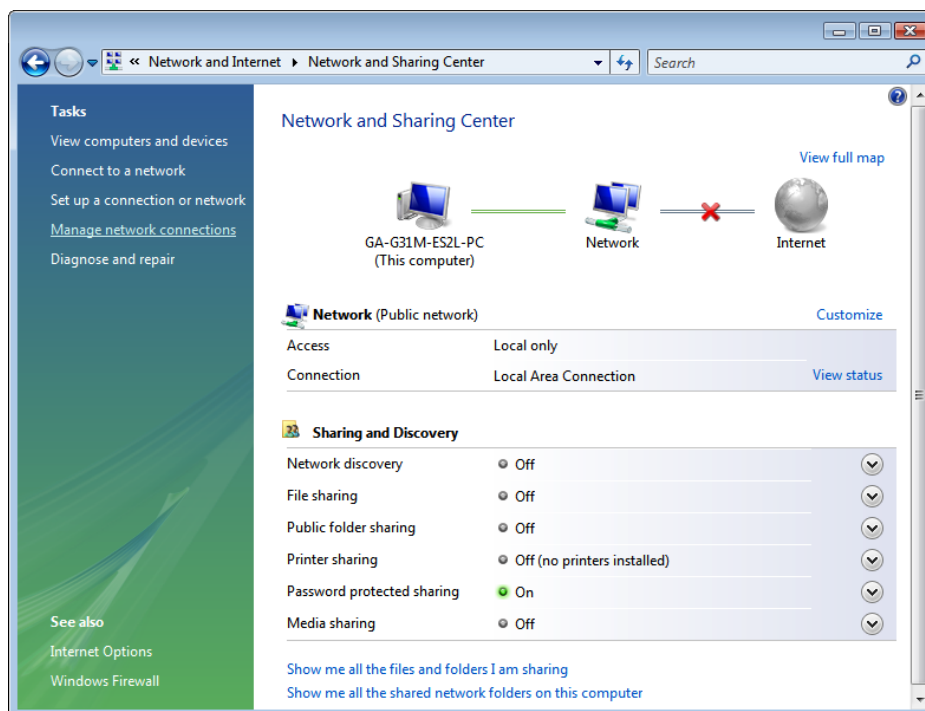 « Network and Internet ▸ Network and Sharing Center
Search
Tasks
View computers and devices
Connect to a network
Set up a connection or network
Manage network connections
Diagnose and repair
See also
Internet Options
Windows Firewall
Network and Sharing Center
View full map
GA-G31M-ES2L-PC
(This computer)
Network
Internet
Network (Public network)
Customize
Access Local only
Connection Local Area Connection View status
Sharing and Discovery
Network discovery Off
File sharing Off
Public folder sharing Off
Printer sharing Off (no printers installed)
Password protected sharing On
Media sharing Off
Show me all the files and folders I am sharing
Show me all the shared network folders on this computer